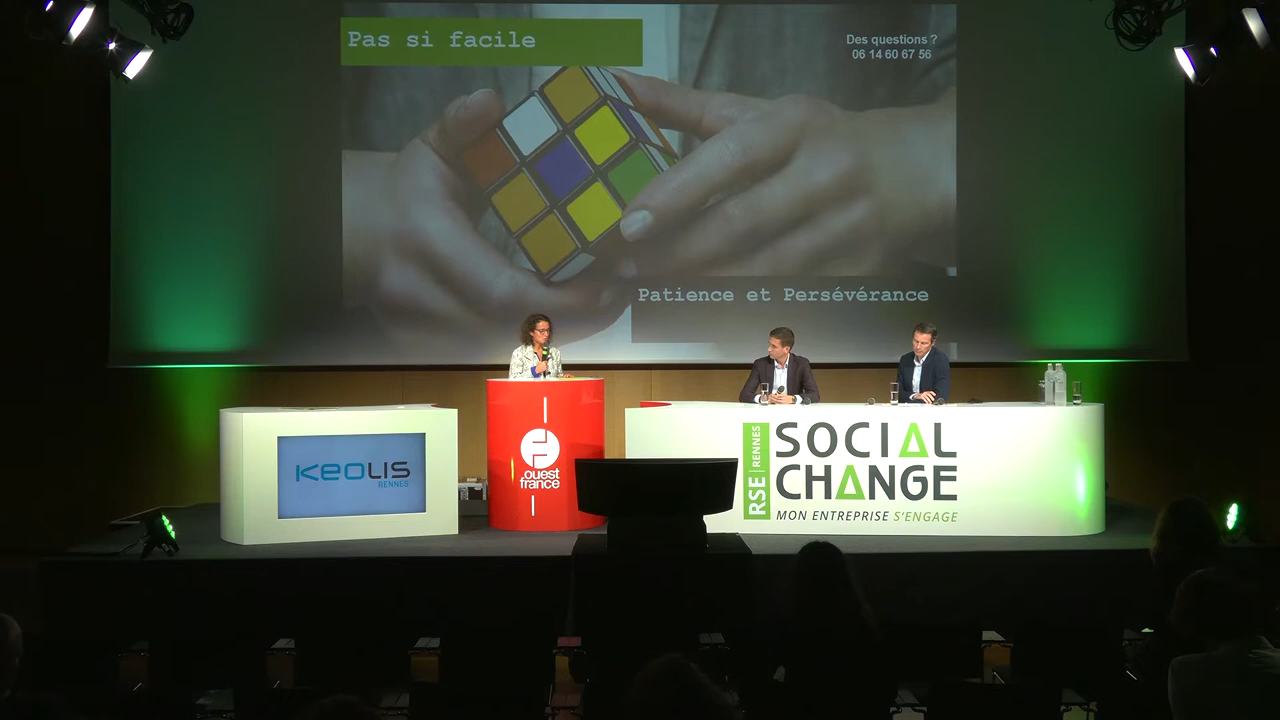 Pas si facile
Des questions ?
06 14 60 67 56
Patience et Persévérance
KEOLIS
RENNES
ouest
france
RSE | RENNES
SOCIAL
CHANGE
MON ENTREPRISE S'ENGAGE